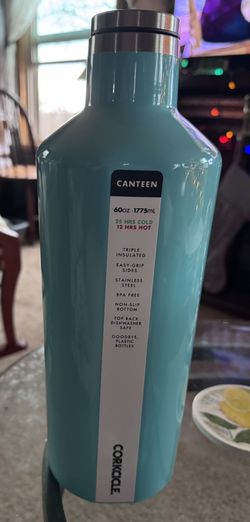 CANTEEN
60oz - 1775mL
25 HRS COLD
12 HRS HOT
TRIPLE
INSULATED
EASY-GRIP
SIDES
STAINLESS
STEEL
BPA FREE
NON-SLIP
BOTTOM
TOP RACK
DISHWASHER
SAFE
GOODBYE,
PLASTIC
BOTTLES
CORKCICLE.